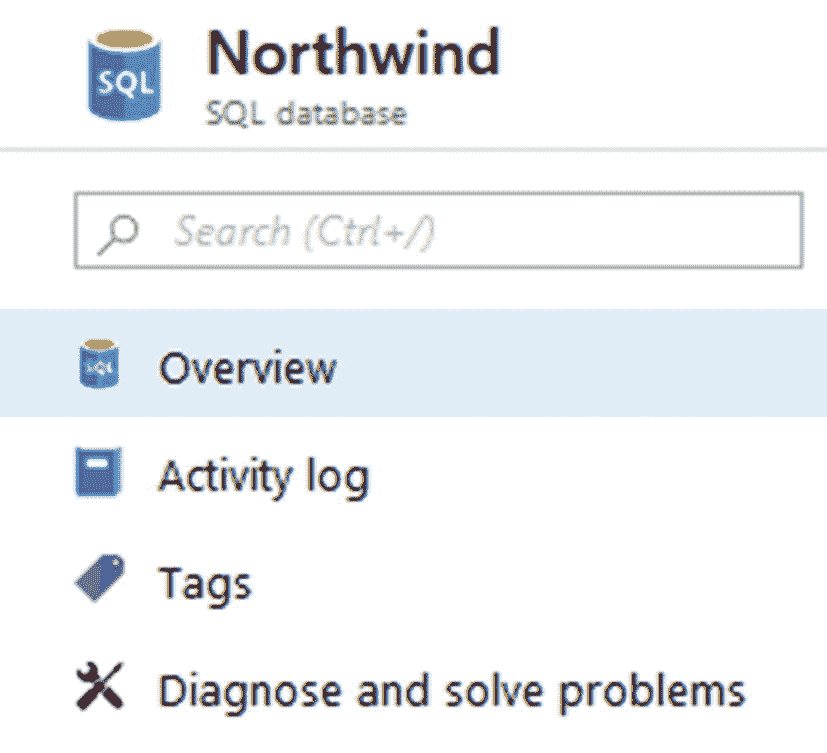 SQL
Northwind
SQL database
Search (Ctrl+/)
SQL
Overview
Activity log
Tags
Diagnose and solve problems